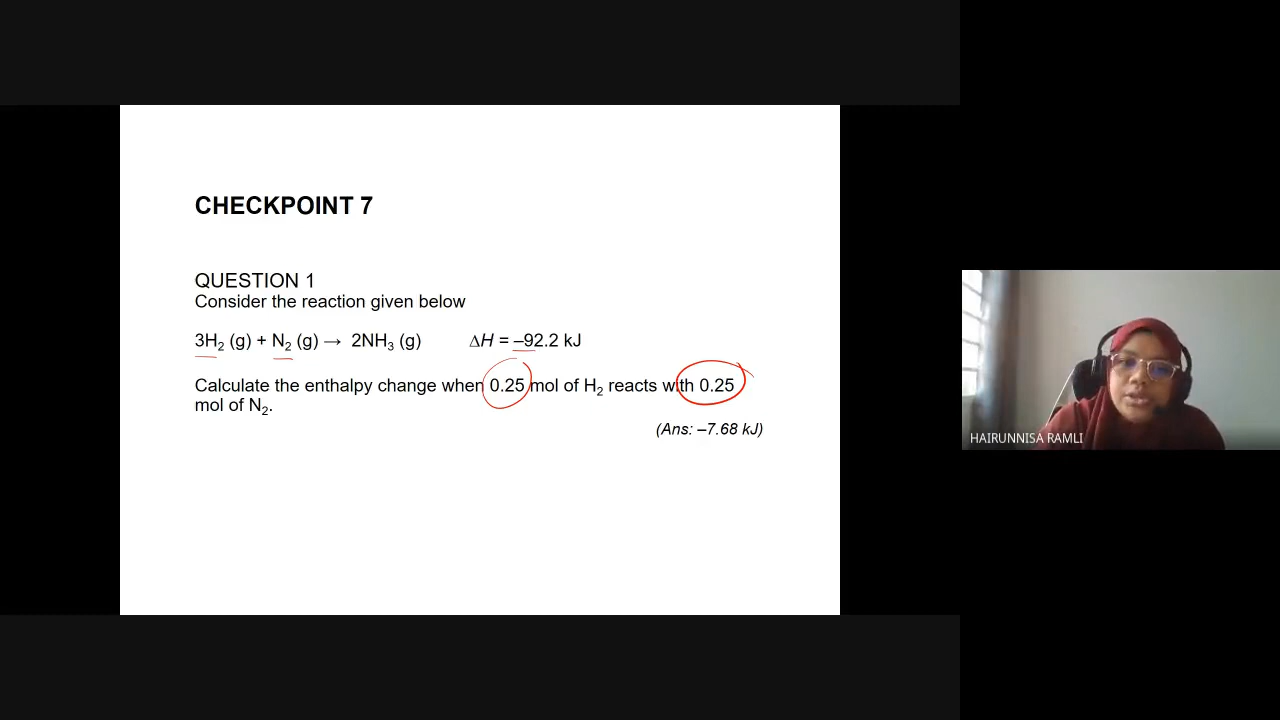 CHECKPOINT 7
QUESTION 1
Consider the reaction given below
3H₂ (g) + N₂ (g) → 2NH₃ (g) ΔH = –92.2 kJ
Calculate the enthalpy change when 0.25 mol of H₂ reacts with 0.25
mol of N₂.
(Ans: –7.68 kJ)
HAIRUNNISA RAMLI